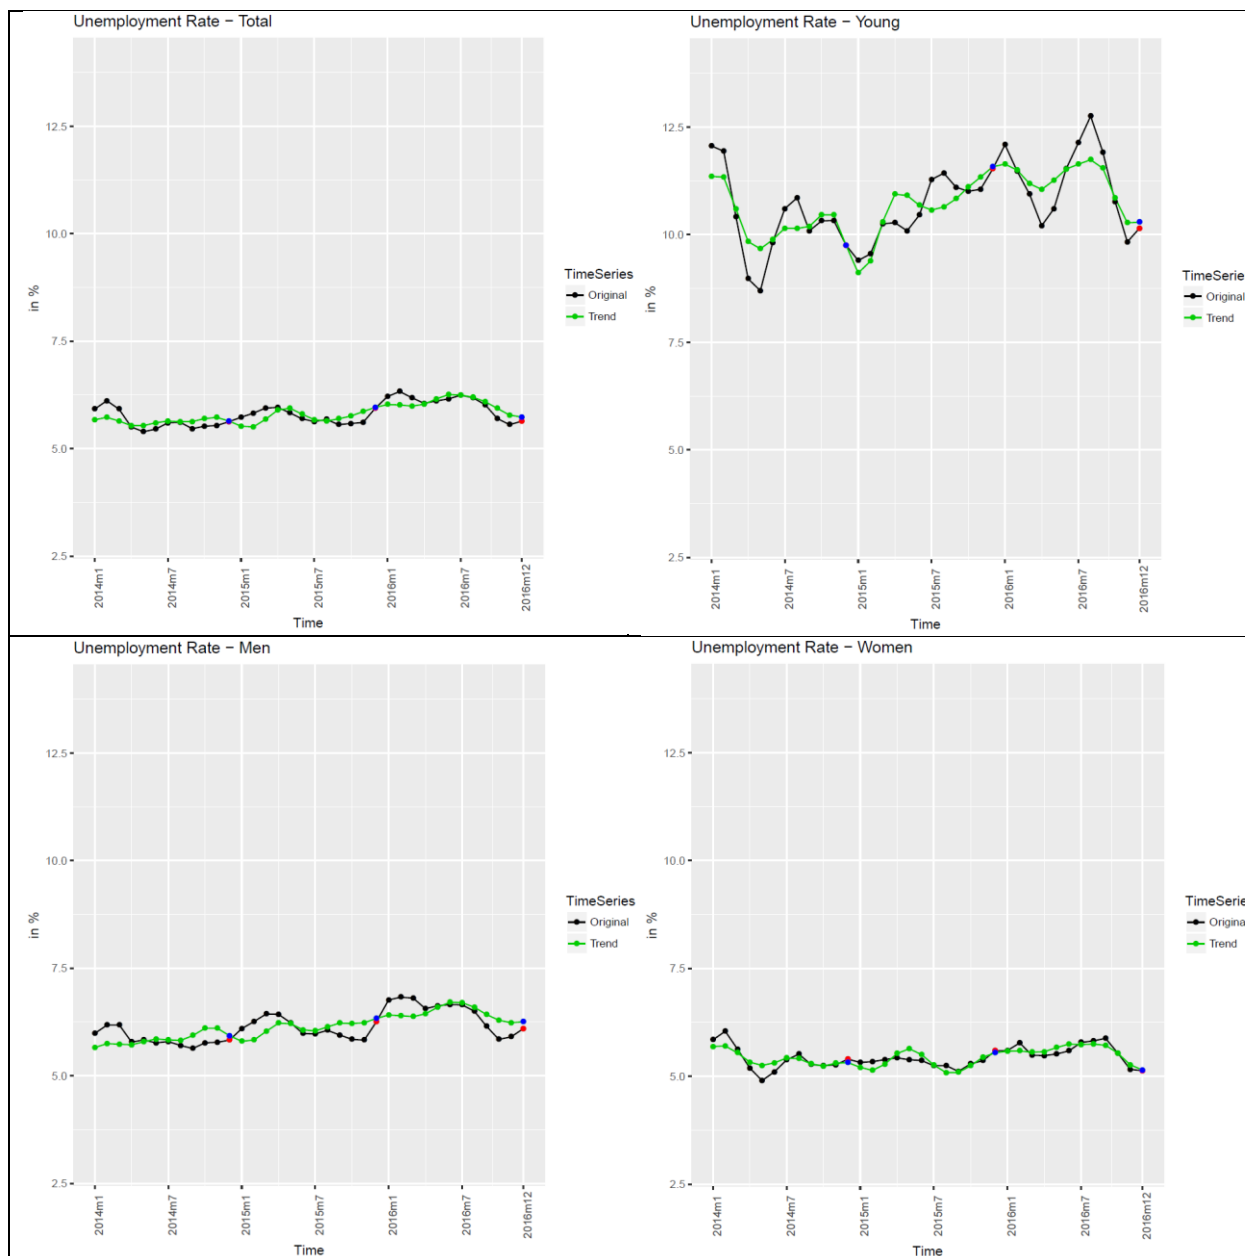 Unemployment Rate – Total
12.5
10.0
7.5
5.0
2.5
in %
2014m1
2014m7
2015m1
2015m7
2016m1
2016m7
2016m12
Time
TimeSeries
Original
Trend
Unemployment Rate – Young
12.5
10.0
7.5
5.0
2.5
in %
2014m1
2014m7
2015m1
2015m7
2016m1
2016m7
2016m12
Time
TimeSerie
Original
Trend
Unemployment Rate – Men
12.5
10.0
7.5
5.0
2.5
in %
2014m1
2014m7
2015m1
2015m7
2016m1
2016m7
2016m12
Time
TimeSeries
Original
Trend
Unemployment Rate – Women
12.5
10.0
7.5
5.0
2.5
in %
2014m1
2014m7
2015m1
2015m7
2016m1
2016m7
2016m12
Time
TimeSerie
Original
Trend